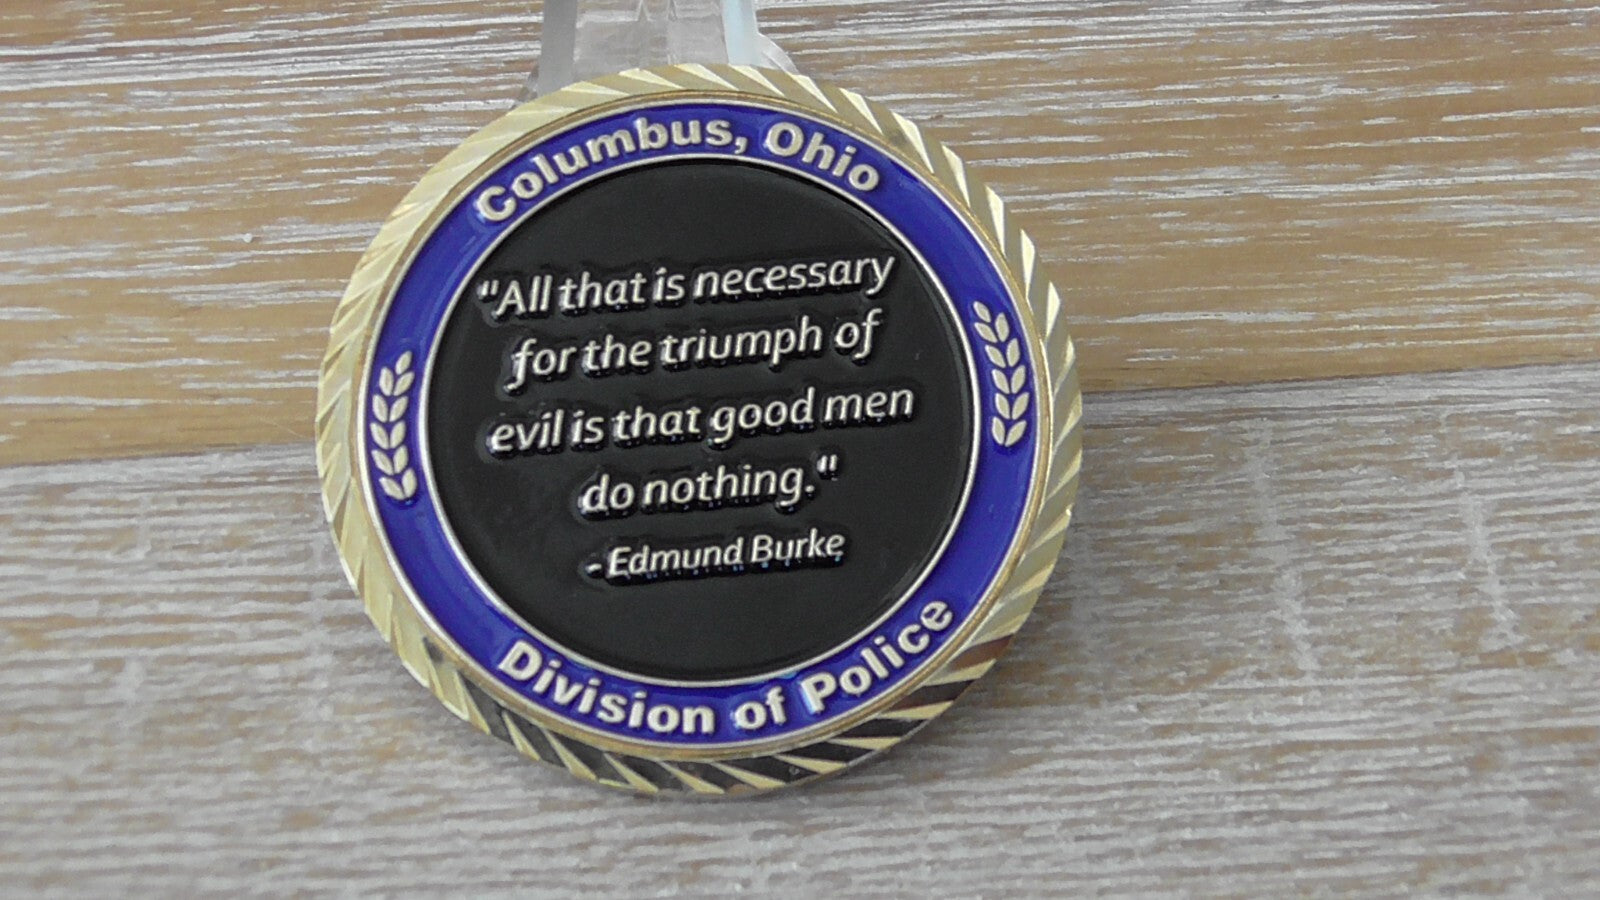 Columbus, Ohio
"All that is necessary
for the triumph of
evil is that good men
do nothing."
- Edmund Burke
Division of Police